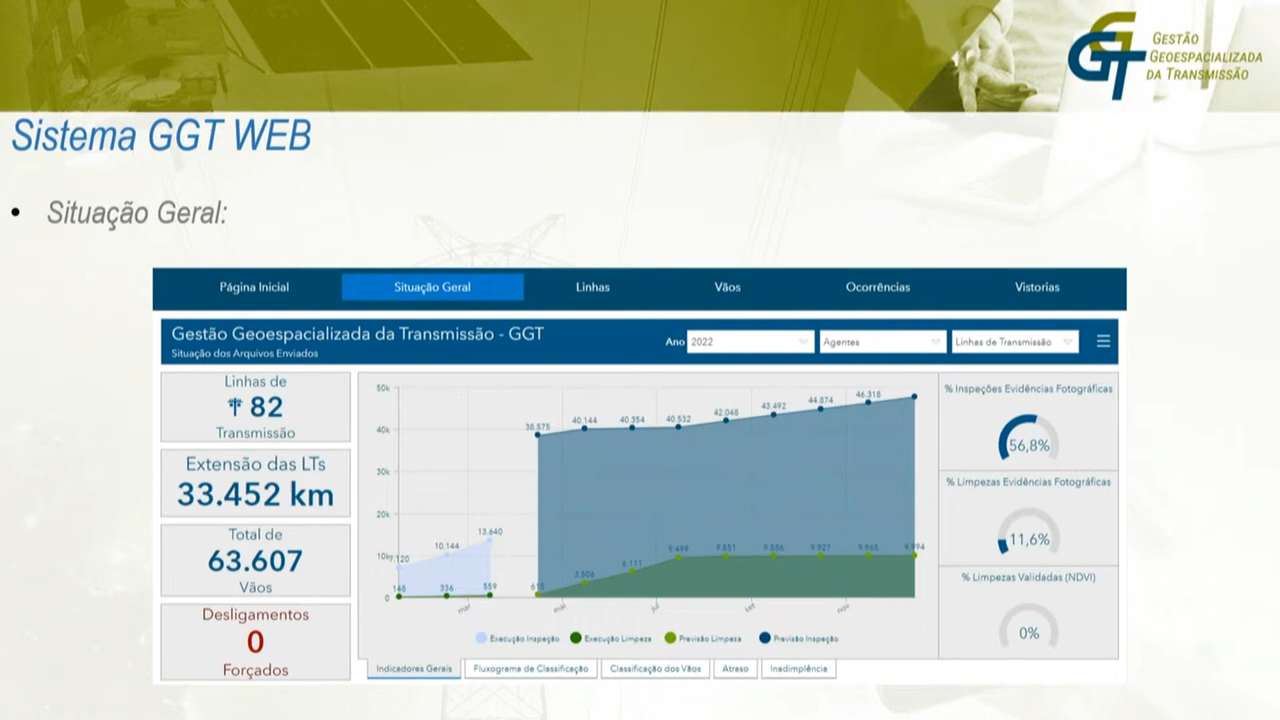 GESTÃO
GEOESPACIALIZADA
DA TRANSMISSÃO
Sistema GGT WEB
• Situação Geral:
Página Inicial Situação Geral Linhas Vãos Ocorrências Vistorias
Gestão Geoespacializada da Transmissão - GGT
Situação dos Arquivos Enviados
Ano 2022 Agentes Linhas de Transmissão
Linhas de
82
Transmissão
Extensão das LTs
33.452 km
Total de
63.607
Vãos
Desligamentos
0
Forçados
50k
40k
30k
20k
10k
0
7.120 10.144 13.640
148 336 559
38.575 40.144 40.354 40.532 42.048 43.492 44.874 46.318
618 3.506 6.111 9.499 9.851 9.886 9.927 9.965 9.994
mar mai jul set nov
Execução Inspeção Execução Limpeza Previsão Limpeza Previsão Inspeção
Indicadores Gerais Fluxograma de Classificação Classificação dos Vãos Atraso Inadimplência
% Inspeções Evidências Fotográficas
56,8%
% Limpezas Evidências Fotográficas
11,6%
% Limpezas Validadas (NDVI)
0%